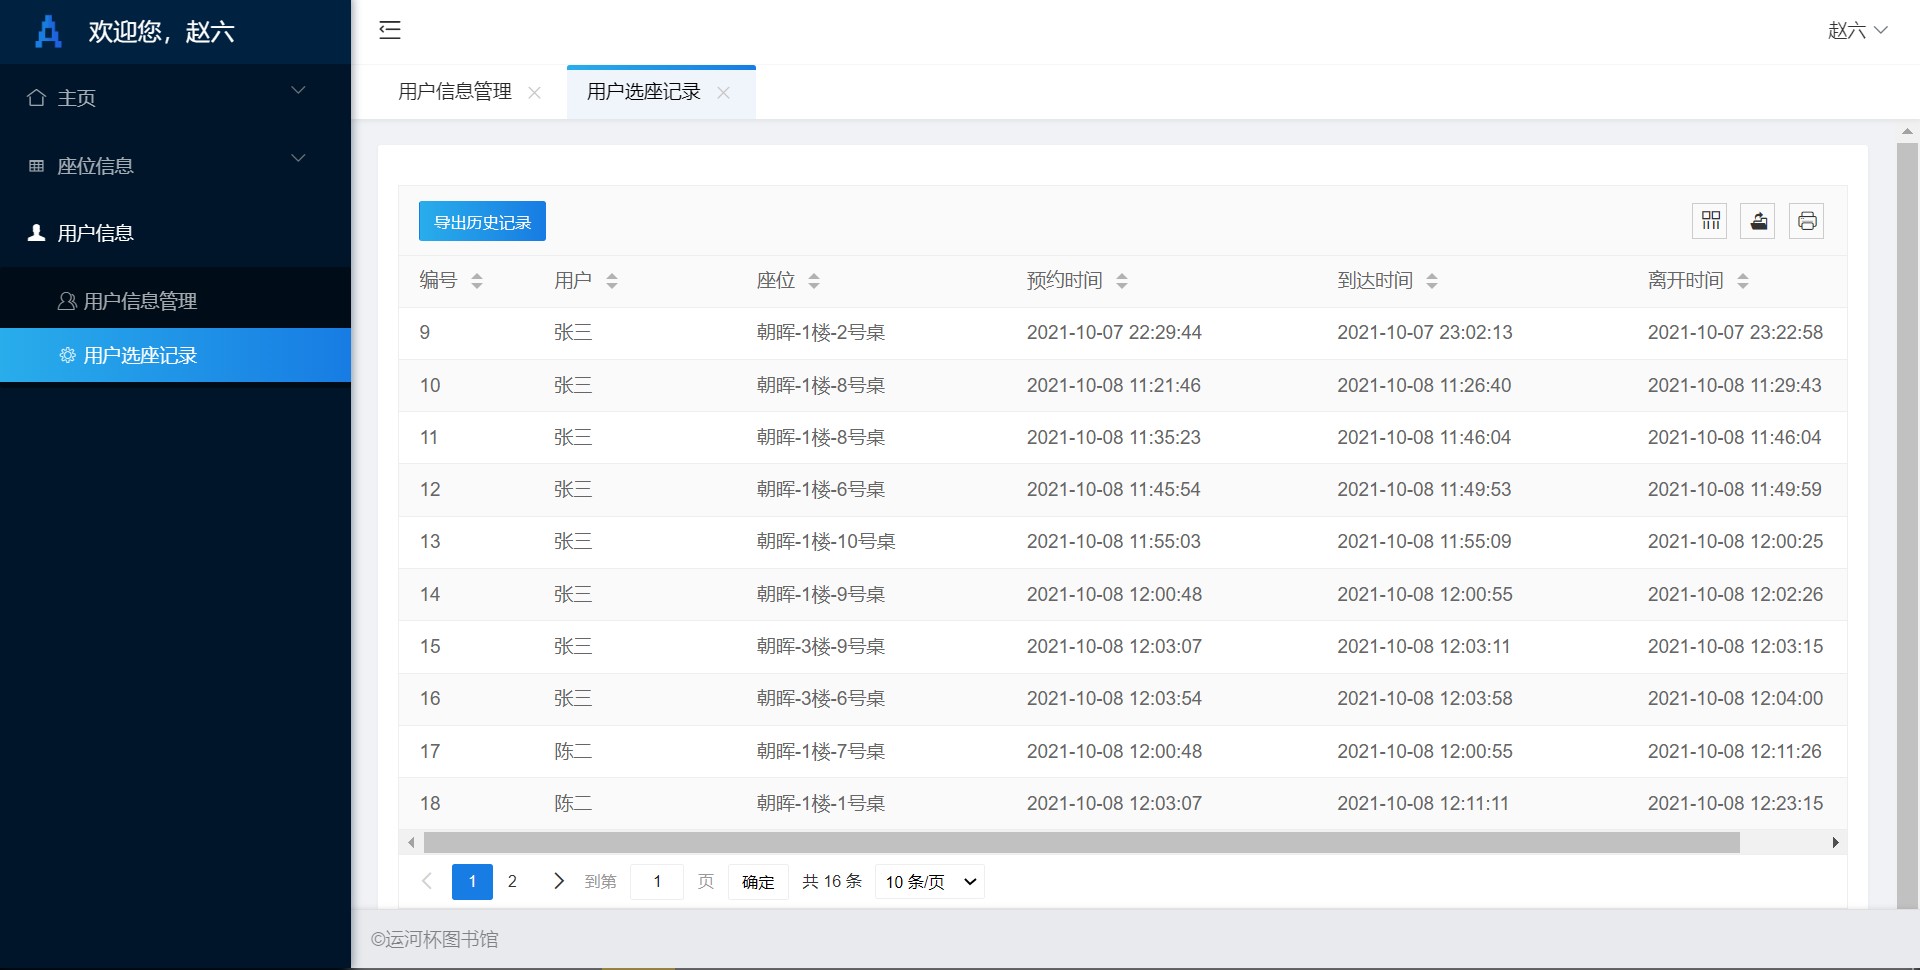 欢迎您，赵六
赵六
主页
座位信息
用户信息
用户信息管理
用户选座记录
用户信息管理 用户选座记录
导出历史记录
编号 用户 座位 预约时间 到达时间 离开时间
9 张三 朝晖-1楼-2号桌 2021-10-07 22:29:44 2021-10-07 23:02:13 2021-10-07 23:22:58
10 张三 朝晖-1楼-8号桌 2021-10-08 11:21:46 2021-10-08 11:26:40 2021-10-08 11:29:43
11 张三 朝晖-1楼-8号桌 2021-10-08 11:35:23 2021-10-08 11:46:04 2021-10-08 11:46:04
12 张三 朝晖-1楼-6号桌 2021-10-08 11:45:54 2021-10-08 11:49:53 2021-10-08 11:49:59
13 张三 朝晖-1楼-10号桌 2021-10-08 11:55:03 2021-10-08 11:55:09 2021-10-08 12:00:25
14 张三 朝晖-1楼-9号桌 2021-10-08 12:00:48 2021-10-08 12:00:55 2021-10-08 12:02:26
15 张三 朝晖-3楼-9号桌 2021-10-08 12:03:07 2021-10-08 12:03:11 2021-10-08 12:03:15
16 张三 朝晖-3楼-6号桌 2021-10-08 12:03:54 2021-10-08 12:03:58 2021-10-08 12:04:00
17 陈二 朝晖-1楼-7号桌 2021-10-08 12:00:48 2021-10-08 12:00:55 2021-10-08 12:11:26
18 陈二 朝晖-1楼-1号桌 2021-10-08 12:03:07 2021-10-08 12:11:11 2021-10-08 12:23:15
1 2 到第 1 页 确定 共 16 条 10 条/页
©运河杯图书馆